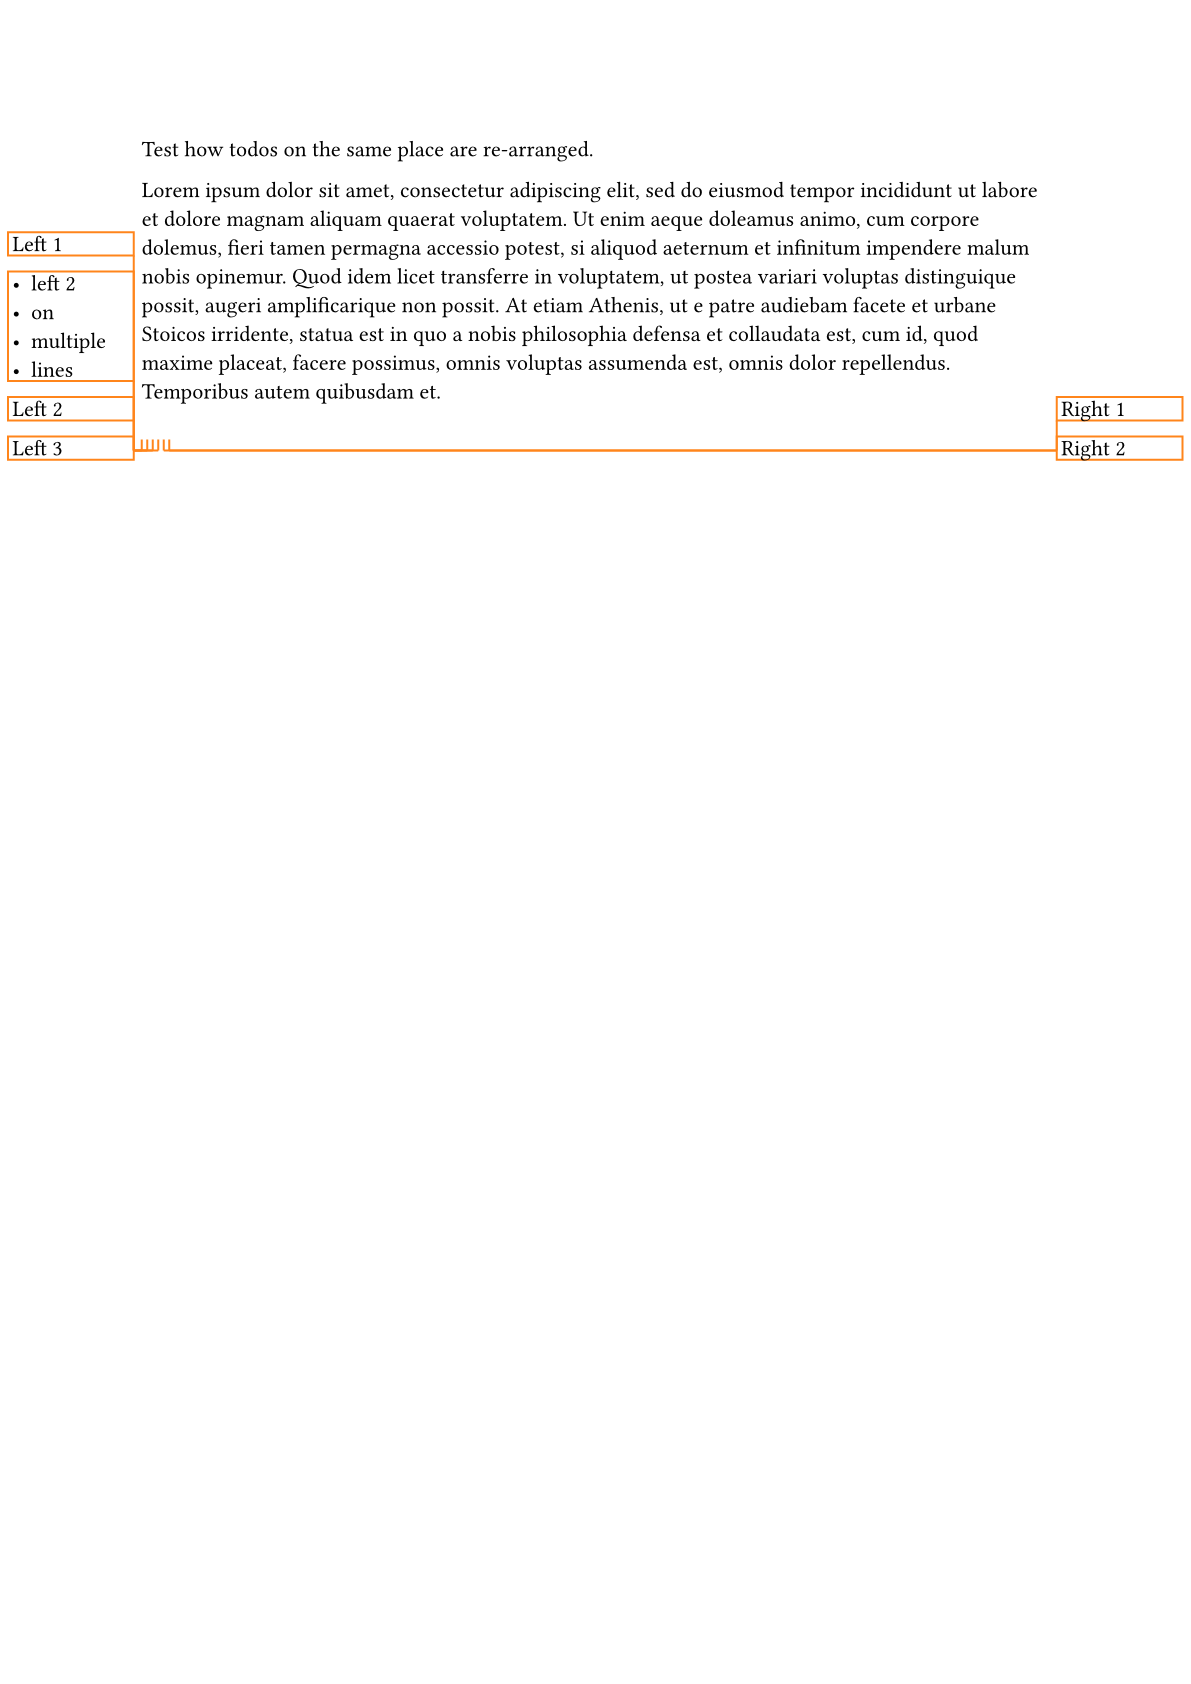 Test how todos on the same place are re-arranged.
Lorem ipsum dolor sit amet, consectetur adipiscing elit, sed do eiusmod tempor incididunt ut labore
et dolore magnam aliquam quaerat voluptatem. Ut enim aeque doleamus animo, cum corpore
dolemus, fieri tamen permagna accessio potest, si aliquod aeternum et infinitum impendere malum
nobis opinemur. Quod idem licet transferre in voluptatem, ut postea variari voluptas distinguique
possit, augeri amplificarique non possit. At etiam Athenis, ut e patre audiebam facete et urbane
Stoicos irridente, statua est in quo a nobis philosophia defensa et collaudata est, cum id, quod
maxime placeat, facere possimus, omnis voluptas assumenda est, omnis dolor repellendus.
Temporibus autem quibusdam et.
Left 1
• left 2
• on
• multiple
• lines
Left 2
Left 3
Right 1
Right 2